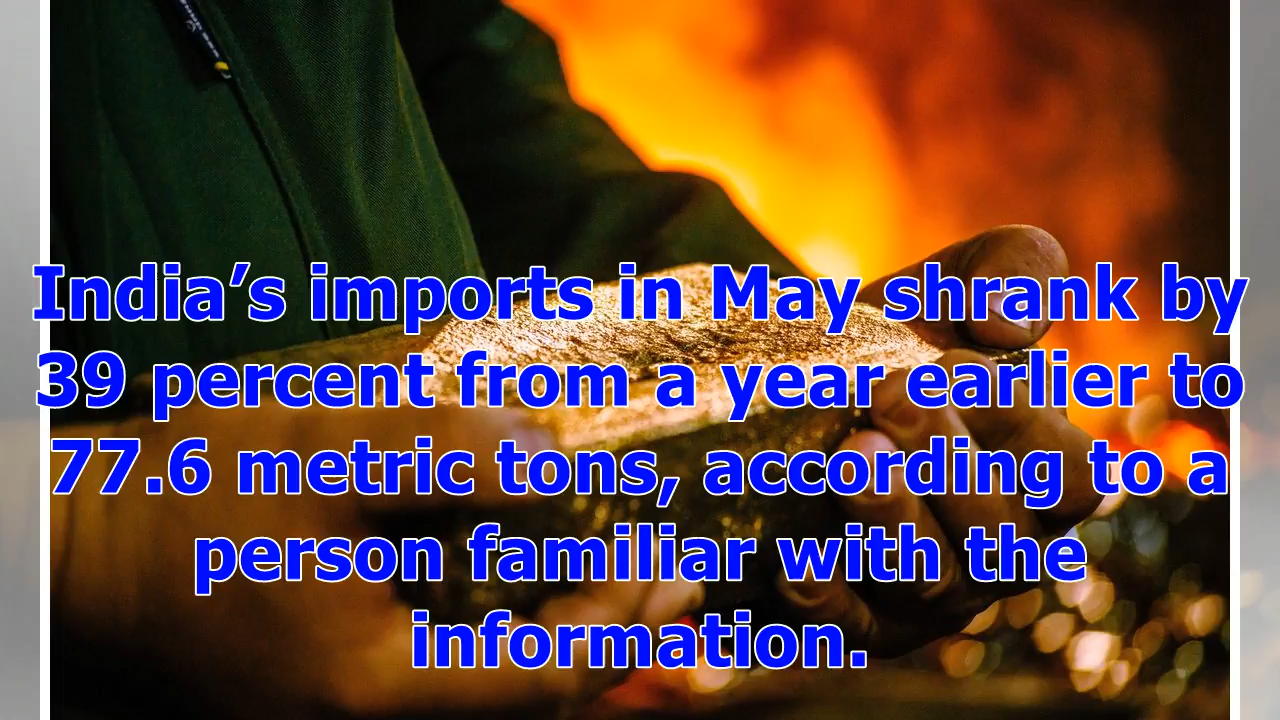 India’s imports in May shrank by
39 percent from a year earlier to
77.6 metric tons, according to a
person familiar with the
information.